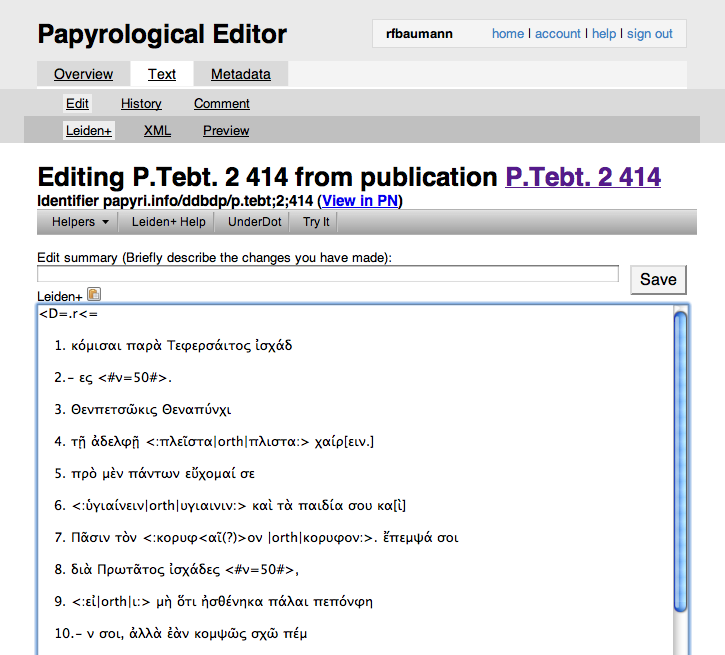 Papyrological Editor
rfbaumann home | account | help | sign out
Overview Text Metadata
Edit History Comment
Leiden+ XML Preview
Editing P.Tebt. 2 414 from publication P.Tebt. 2 414
Identifier papyri.info/ddbdp/p.tebt;2;414 (View in PN)
Helpers Leiden+ Help UnderDot Try It
Edit summary (Briefly describe the changes you have made):
Save
Leiden+
<D=.r<=
1. κόμισαι παρὰ Τεφερσάιτος ἰσχάδ
2.- ες <#ν=50#>.
3. Θενπετσῶκις Θεναπύνχι
4. τῇ ἀδελφῇ <:πλεῖστα|orth|πλιστα:> χαίρ[ειν.]
5. πρὸ μὲν πάντων εὔχομαί σε
6. <:ὑγιαίνειν|orth|υγιαινιν:> καὶ τὰ παιδία σου κα[ὶ]
7. Πᾶσιν τὸν <:κορυφ<αῖ(?)>ον |orth|κορυφον:>. ἔπεμψά σοι
8. διὰ Πρωτᾶτος ἰσχάδες <#ν=50#>,
9. <:εἰ|orth|ι:> μὴ ὅτι ἠσθένηκα πάλαι πεπόνφη
10.- ν σοι, ἀλλὰ ἐὰν κομψῶς σχῶ πέμ